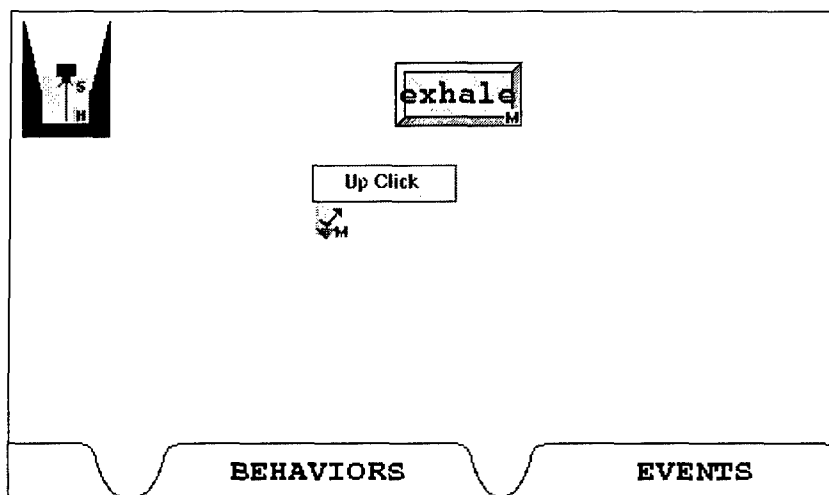 S
H
exhale
M
Up Click
M
BEHAVIORS
EVENTS